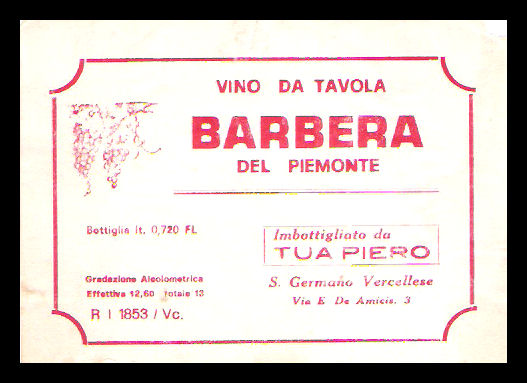 VINO DA TAVOLA
BARBERA
DEL PIEMONTE
Bottiglia lt. 0,720 FL
Imbottigliato da
TUA PIERO
Gradazione Alcolometrica
S. Germano Vercellese
Effettiva 12,60 Totale 13
Via E. De Amicis, 3
R I 1853 / Vc.